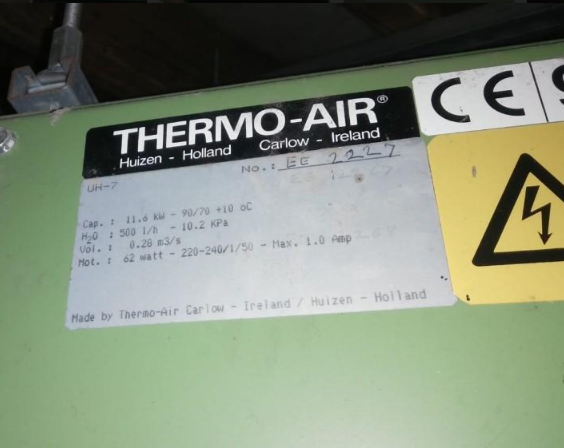 THERMO-AIR®
Huizen - Holland Carlow - Ireland
No.: EE 2227
UH-7
Cap. : 11.6 kW - 90/70 +10 oC
H2O : 500 l/h - 10.2 KPa
Vol. : 0.28 m3/s
Mot. : 62 watt - 220-240/1/50 - Max. 1.0 Amp
Made by Thermo-Air Carlow - Ireland / Huizen - Holland
CE